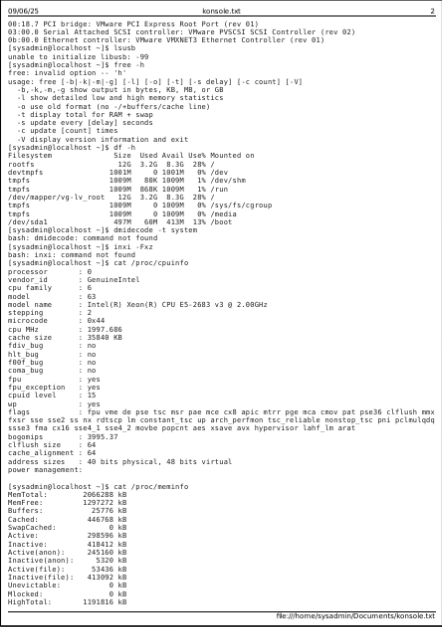 09/06/25 konsole.txt 2
00:18.7 PCI bridge: VMware PCI Express Root Port (rev 01)
03:00.0 Serial Attached SCSI controller: VMware PVSCSI SCSI Controller (rev 02)
0b:00.0 Ethernet controller: VMware VMXNET3 Ethernet Controller (rev 01)
[sysadmin@localhost ~]$ lsusb
unable to initialize libusb: -99
[sysadmin@localhost ~]$ free -h
free: invalid option -- 'h'
usage: free [-b|-k|-m|-g] [-l] [-o] [-t] [-s delay] [-c count] [-V]
-b,-k,-m,-g show output in bytes, KB, MB, or GB
-l show detailed low and high memory statistics
-o use old format (no -/+buffers/cache line)
-t display total for RAM + swap
-s update every [delay] seconds
-c update [count] times
-V display version information and exit
[sysadmin@localhost ~]$ df -h
Filesystem Size Used Avail Use% Mounted on
rootfs 12G 3.2G 8.3G 28% /
devtmpfs 1001M 0 1001M 0% /dev
tmpfs 1009M 80K 1009M 1% /dev/shm
tmpfs 1009M 868K 1009M 1% /run
/dev/mapper/vg-lv_root 12G 3.2G 8.3G 28% /
tmpfs 1009M 0 1009M 0% /sys/fs/cgroup
tmpfs 1009M 0 1009M 0% /media
/dev/sda1 497M 60M 413M 13% /boot
[sysadmin@localhost ~]$ dmidecode -t system
bash: dmidecode: command not found
[sysadmin@localhost ~]$ inxi -Fxz
bash: inxi: command not found
[sysadmin@localhost ~]$ cat /proc/cpuinfo
processor : 0
vendor_id : GenuineIntel
cpu family : 6
model : 63
model name : Intel(R) Xeon(R) CPU E5-2683 v3 @ 2.00GHz
stepping : 2
microcode : 0x44
cpu MHz : 1997.686
cache size : 35840 KB
fdiv_bug : no
hlt_bug : no
f00f_bug : no
coma_bug : no
fpu : yes
fpu_exception : yes
cpuid level : 15
wp : yes
flags : fpu vme de pse tsc msr pae mce cx8 apic mtrr pge mca cmov pat pse36 clflush mmx
fxsr sse sse2 ss nx rdtscp lm constant_tsc up arch_perfmon tsc_reliable nonstop_tsc pni pclmulqdq
ssse3 fma cx16 sse4_1 sse4_2 movbe popcnt aes xsave avx hypervisor lahf_lm arat
bogomips : 3995.37
clflush size : 64
cache_alignment : 64
address sizes : 40 bits physical, 48 bits virtual
power management:
[sysadmin@localhost ~]$ cat /proc/meminfo
MemTotal: 2066288 kB
MemFree: 1297272 kB
Buffers: 25776 kB
Cached: 446768 kB
SwapCached: 0 kB
Active: 298596 kB
Inactive: 418412 kB
Active(anon): 245160 kB
Inactive(anon): 5320 kB
Active(file): 53436 kB
Inactive(file): 413092 kB
Unevictable: 0 kB
Mlocked: 0 kB
HighTotal: 1191816 kB
file:///home/sysadmin/Documents/konsole.txt